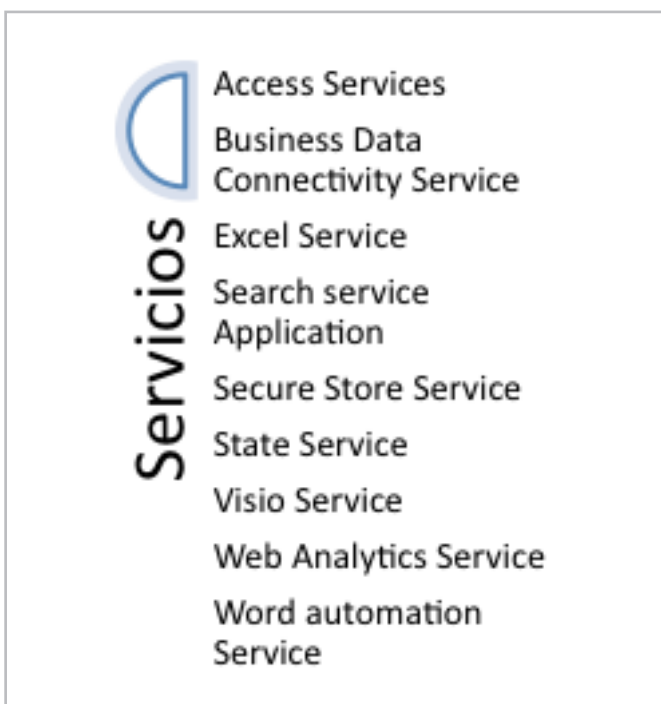 Servicios
Access Services
Business Data
Connectivity Service
Excel Service
Search service
Application
Secure Store Service
State Service
Visio Service
Web Analytics Service
Word automation
Service